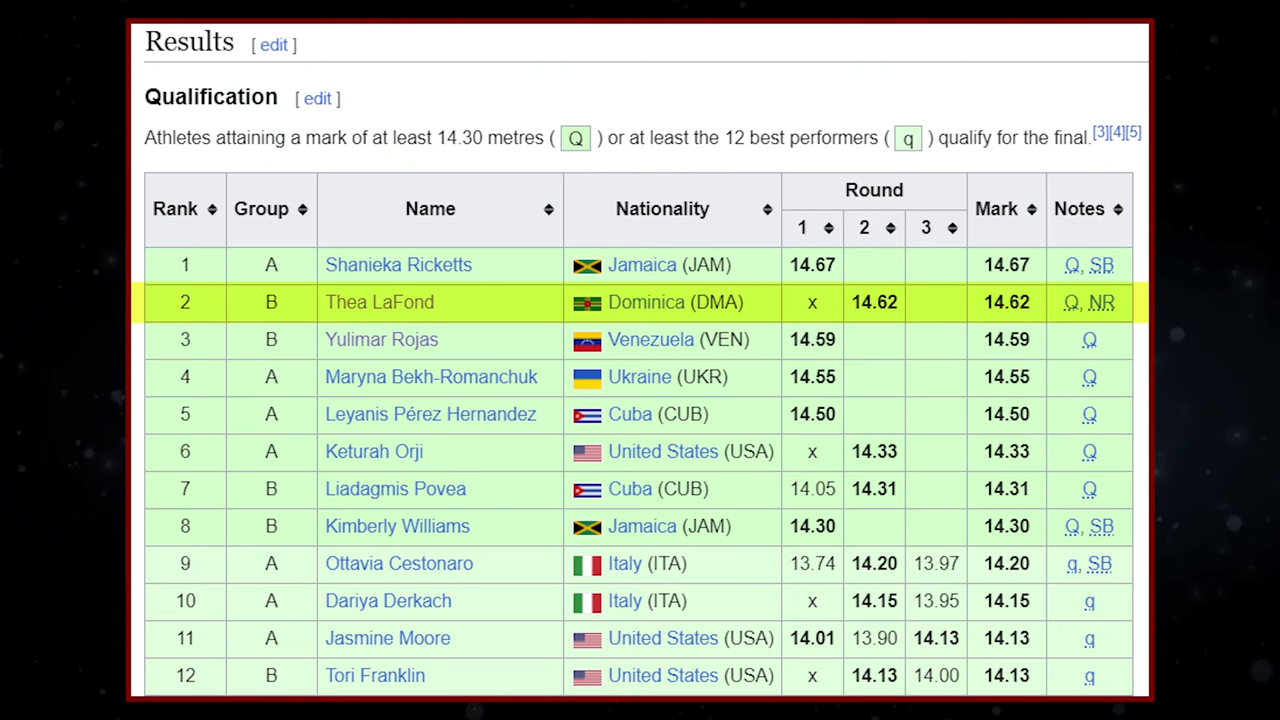 Results [ edit ]
Qualification [ edit ]
Athletes attaining a mark of at least 14.30 metres ( Q ) or at least the 12 best performers ( q ) qualify for the final.[3][4][5]
Rank Group Name Nationality Round Mark Notes
1 2 3
1 A Shanieka Ricketts Jamaica (JAM) 14.67 14.67 Q, SB
2 B Thea LaFond Dominica (DMA) x 14.62 14.62 Q, NR
3 B Yulimar Rojas Venezuela (VEN) 14.59 14.59 Q
4 A Maryna Bekh-Romanchuk Ukraine (UKR) 14.55 14.55 Q
5 A Leyanis Pérez Hernandez Cuba (CUB) 14.50 14.50 Q
6 A Keturah Orji United States (USA) x 14.33 14.33 Q
7 B Liadagmis Povea Cuba (CUB) 14.05 14.31 14.31 Q
8 B Kimberly Williams Jamaica (JAM) 14.30 14.30 Q, SB
9 A Ottavia Cestonaro Italy (ITA) 13.74 14.20 13.97 14.20 q, SB
10 A Dariya Derkach Italy (ITA) x 14.15 13.95 14.15 q
11 A Jasmine Moore United States (USA) 14.01 13.90 14.13 14.13 q
12 B Tori Franklin United States (USA) x 14.13 14.00 14.13 q